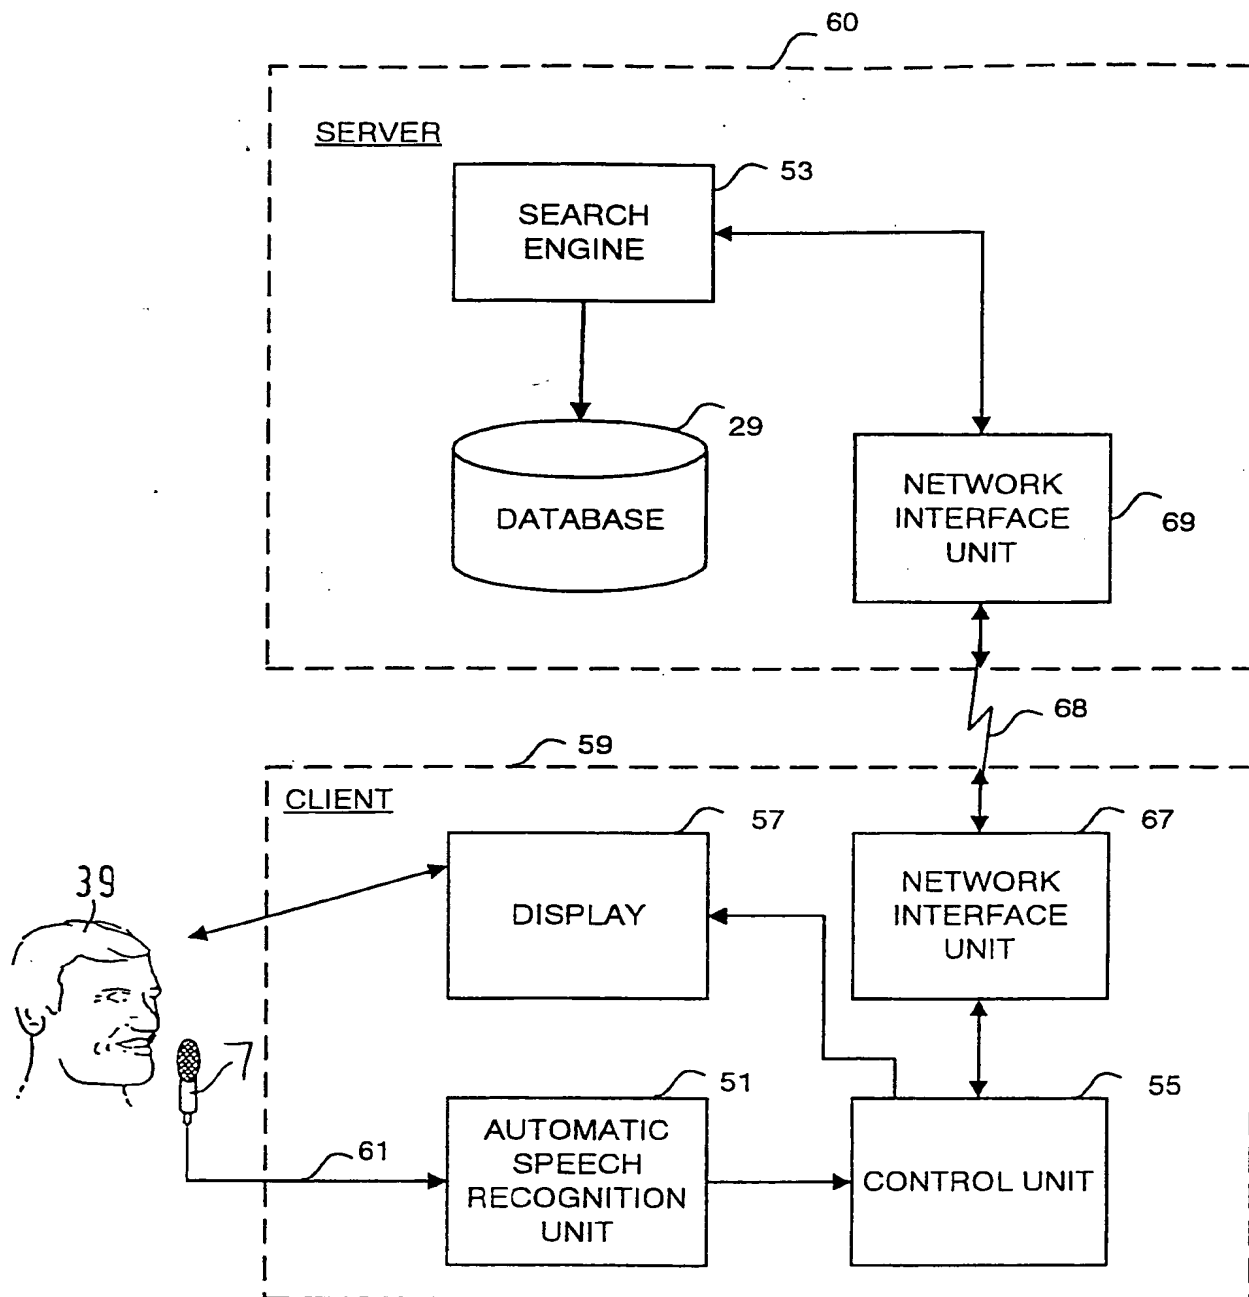 60
SERVER
53
SEARCH
ENGINE
29
DATABASE
NETWORK
INTERFACE
UNIT
69
68
59
CLIENT
57
67
39
DISPLAY
NETWORK
INTERFACE
UNIT
7
51
55
61
AUTOMATIC
SPEECH
RECOGNITION
UNIT
CONTROL UNIT